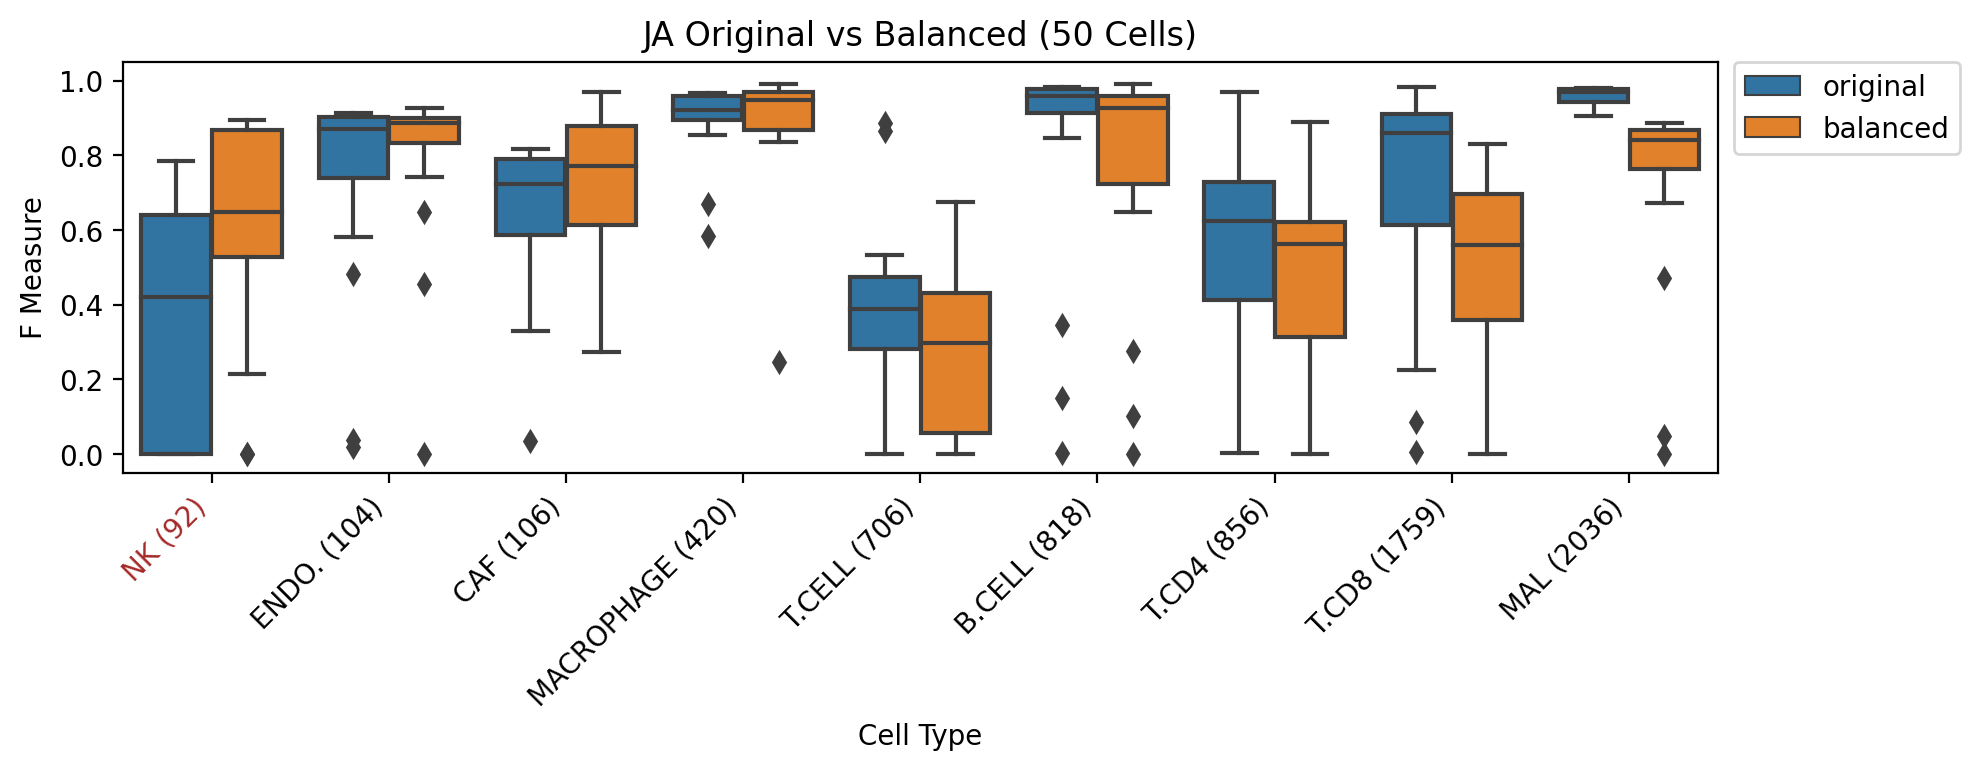 JA Original vs Balanced (50 Cells)
original
balanced
F Measure
1.0
0.8
0.6
0.4
0.2
0.0
NK (92)
ENDO. (104)
CAF (106)
MACROPHAGE (420)
T.CELL (706)
B.CELL (818)
T.CD4 (856)
T.CD8 (1759)
MAL (2036)
Cell Type